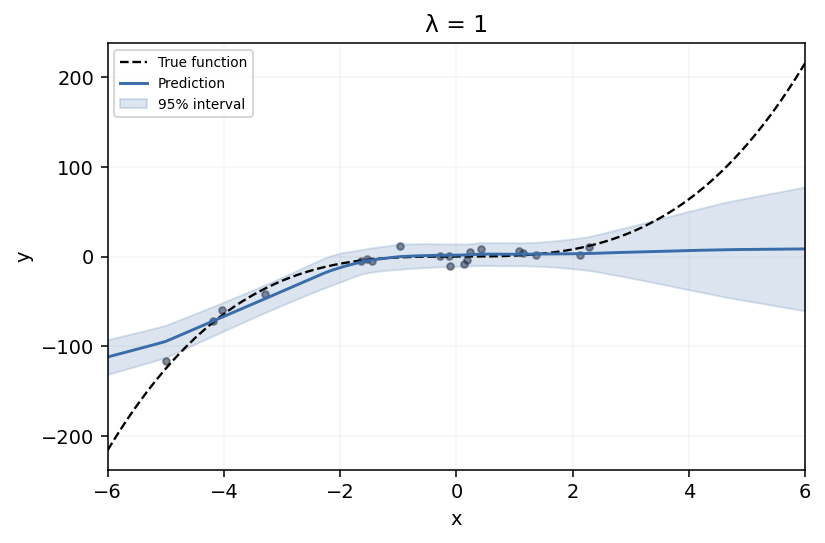 λ = 1
True function
Prediction
95% interval
200
100
0
−100
−200
y
−6
−4
−2
0
2
4
6
x